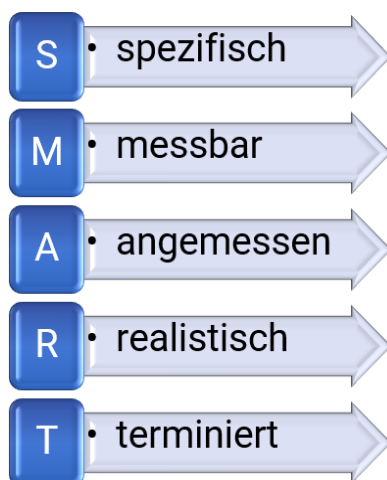 S • spezifisch
M • messbar
A • angemessen
R • realistisch
T • terminiert